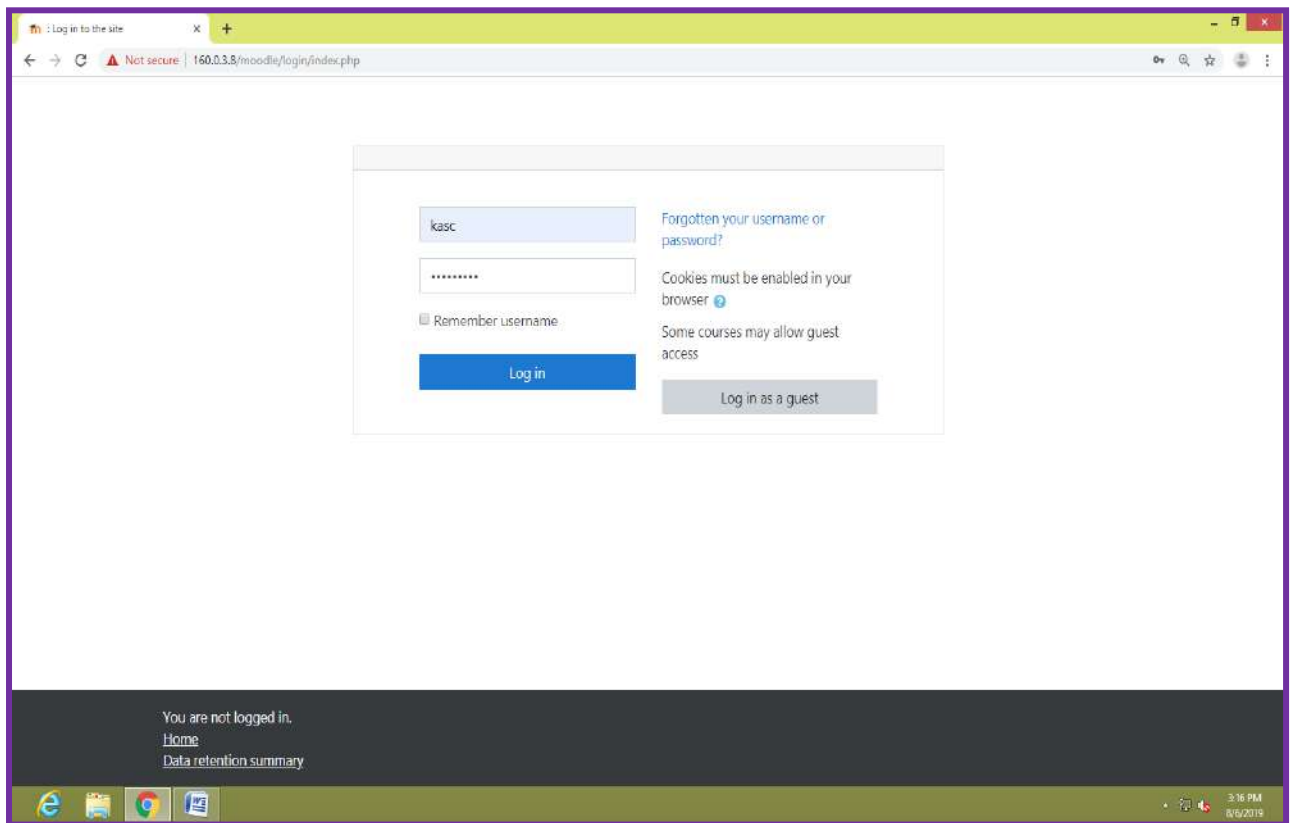 : Log in to the site
Not secure | 160.0.3.8/moodle/login/index.php
kasc
•••••••••
Remember username
Log in
Forgotten your username or
password?
Cookies must be enabled in your
browser
Some courses may allow guest
access
Log in as a guest
You are not logged in.
Home
Data retention summary
3:16 PM
8/6/2019